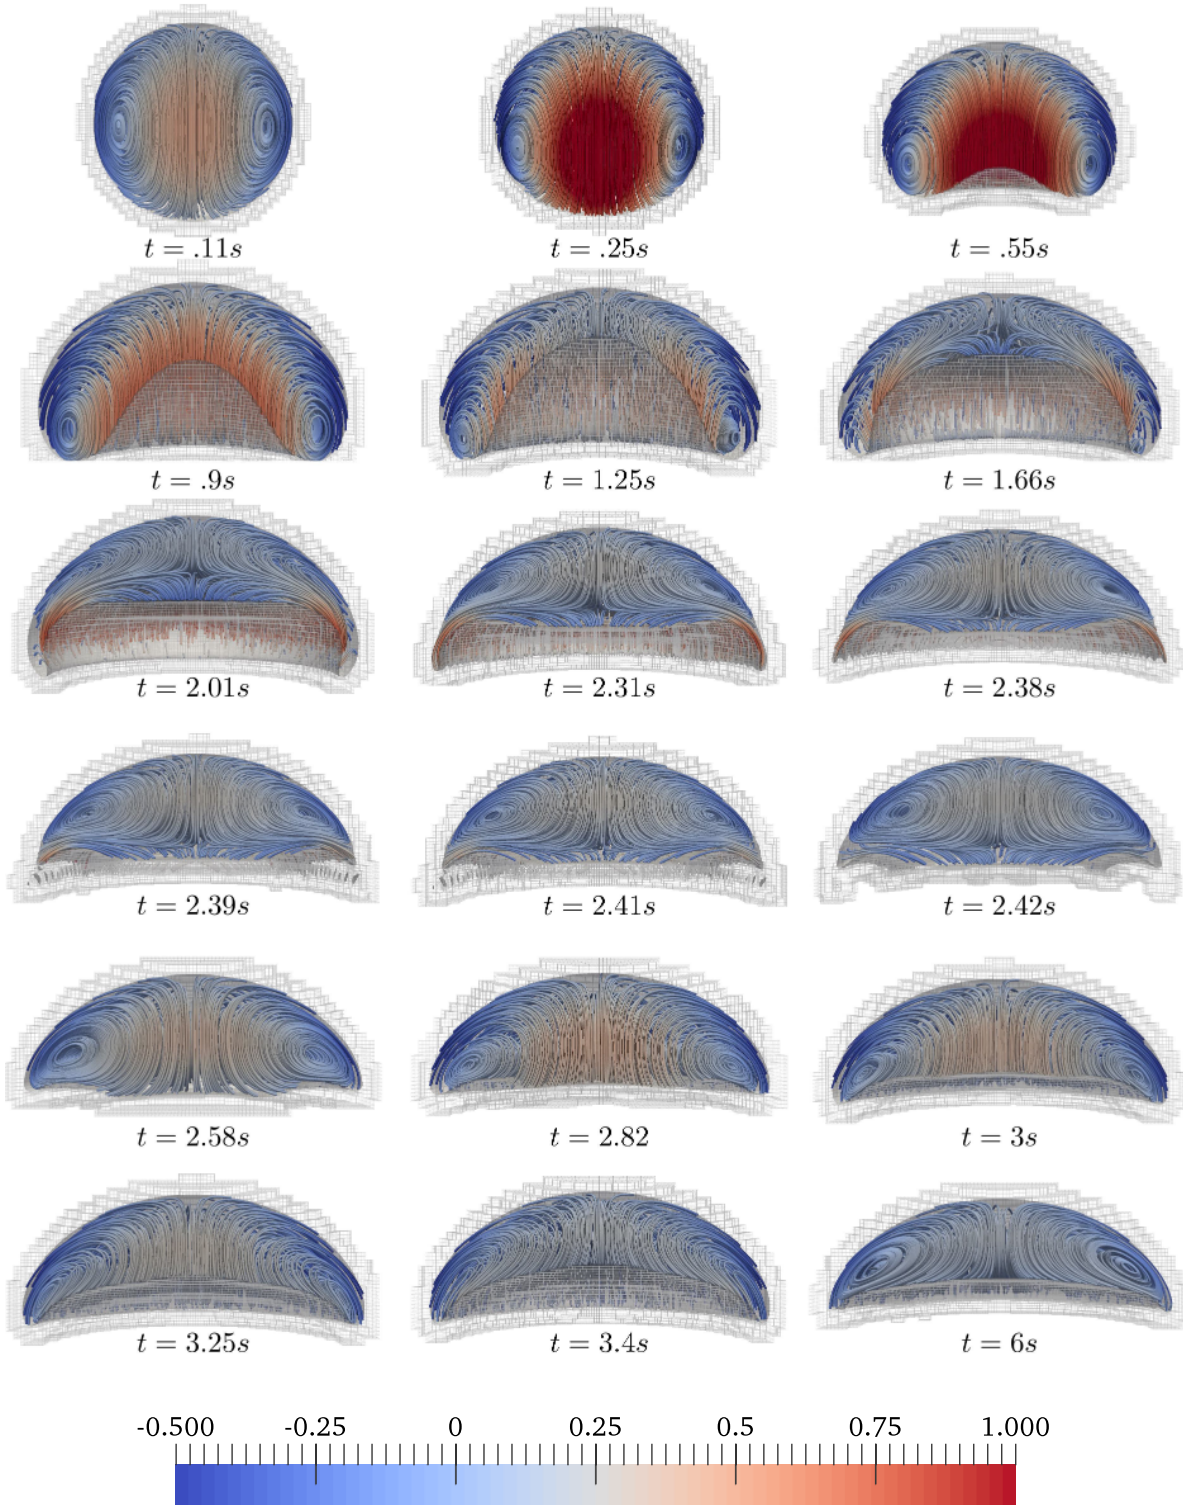 t = .11s t = .25s t = .55s
t = .9s t = 1.25s t = 1.66s
t = 2.01s t = 2.31s t = 2.38s
t = 2.39s t = 2.41s t = 2.42s
t = 2.58s t = 2.82 t = 3s
t = 3.25s t = 3.4s t = 6s
-0.500 -0.25 0 0.25 0.5 0.75 1.000